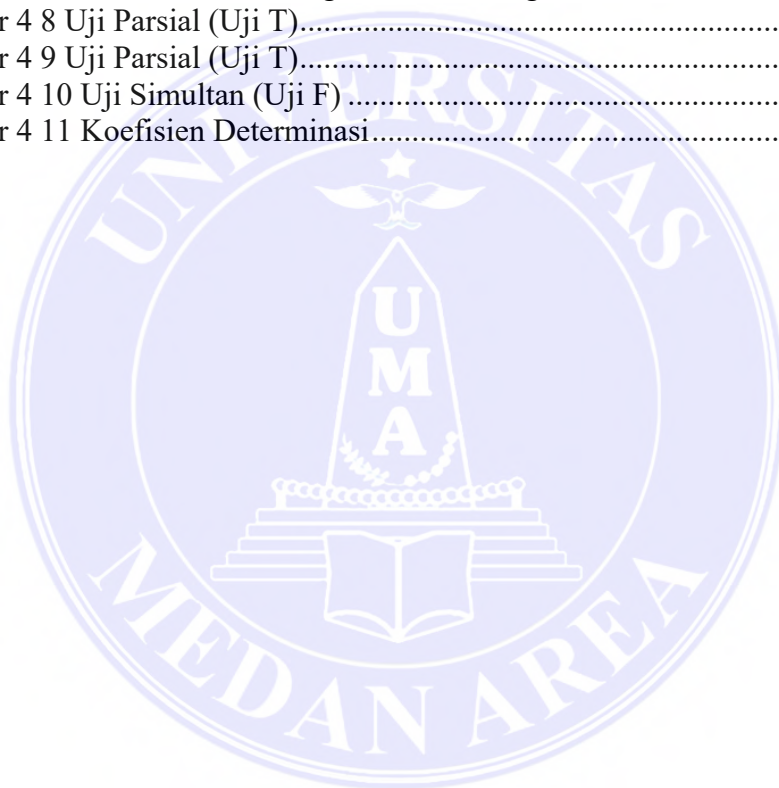 r 4 8 Uji Parsial (Uji T)......................................................................
r 4 9 Uji Parsial (Uji T)......................................................................
r 4 10 Uji Simultan (Uji F) ................................................................
r 4 11 Koefisien Determinasi.............................................................
UNIVERSITAS
U
M
A
MEDAN AREA